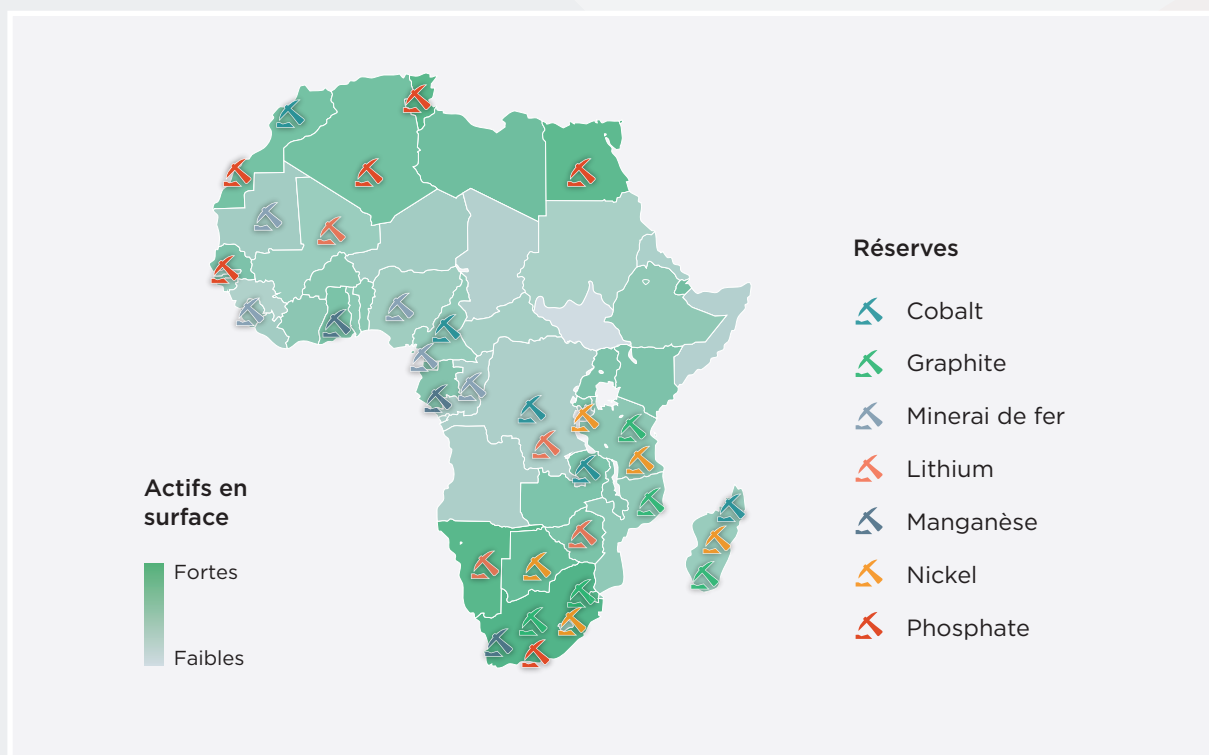 Réserves
Cobalt
Graphite
Minerai de fer
Lithium
Manganèse
Nickel
Phosphate
Actifs en
surface
Fortes
Faibles